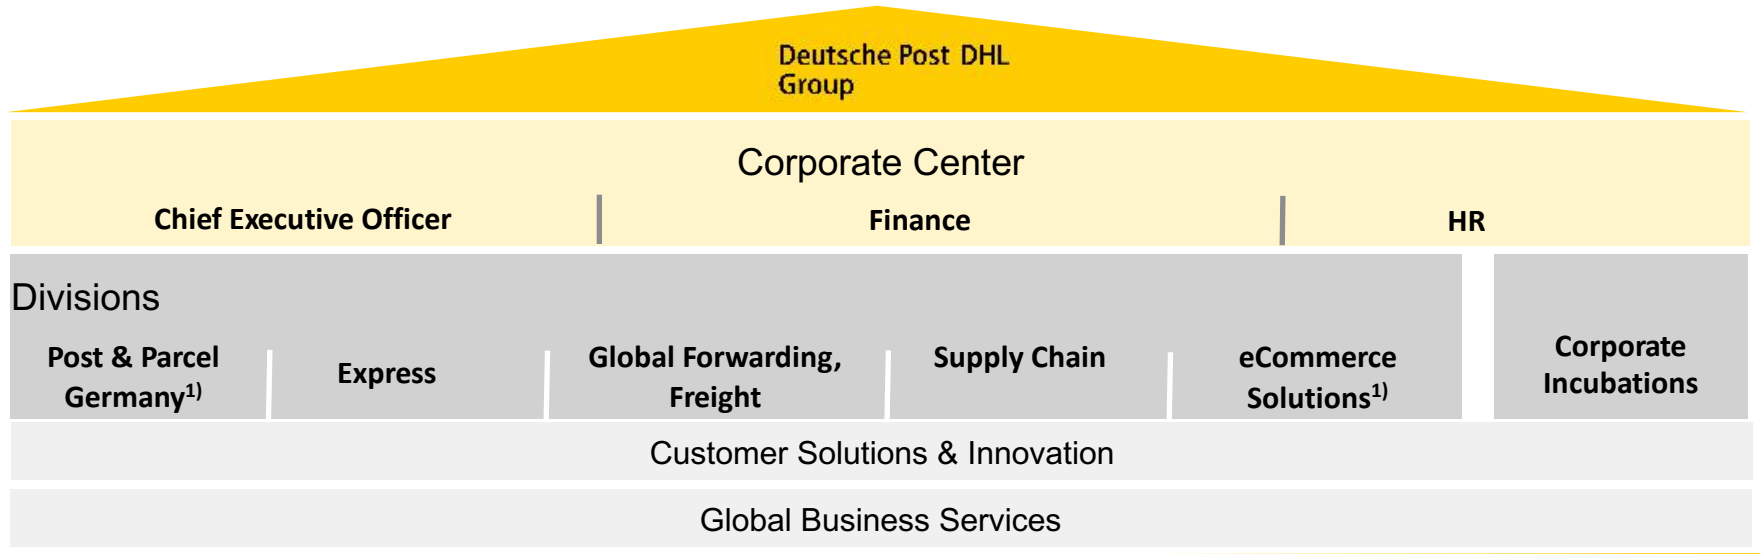 Deutsche Post DHL
Group
Corporate Center
Chief Executive Officer
Finance
HR
Divisions
Post & Parcel
Germany1)
Express
Global Forwarding,
Freight
Supply Chain
eCommerce
Solutions1)
Corporate
Incubations
Customer Solutions & Innovation
Global Business Services